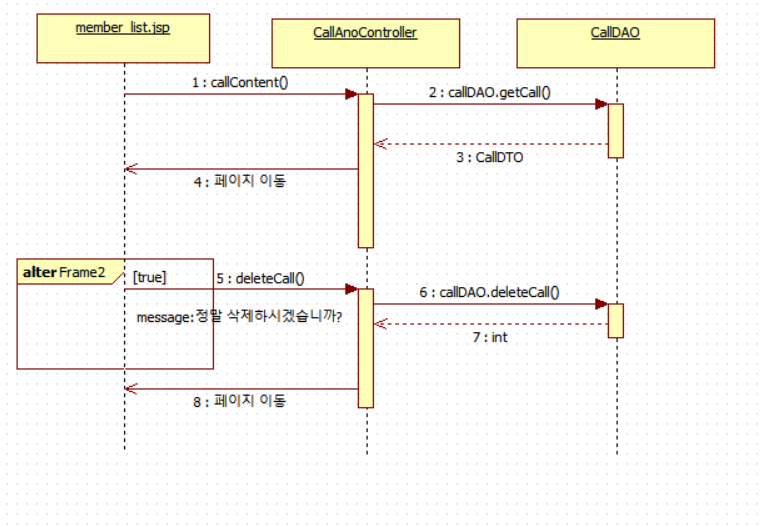 member_list.jsp
CallAnoController
CallDAO
1 : callContent()
2 : callDAO.getCall()
3 : CallDTO
4 : 페이지 이동
alter Frame2
[true]
5 : deleteCall()
6 : callDAO.deleteCall()
message:정말 삭제하시겠습니까?
7 : int
8 : 페이지 이동